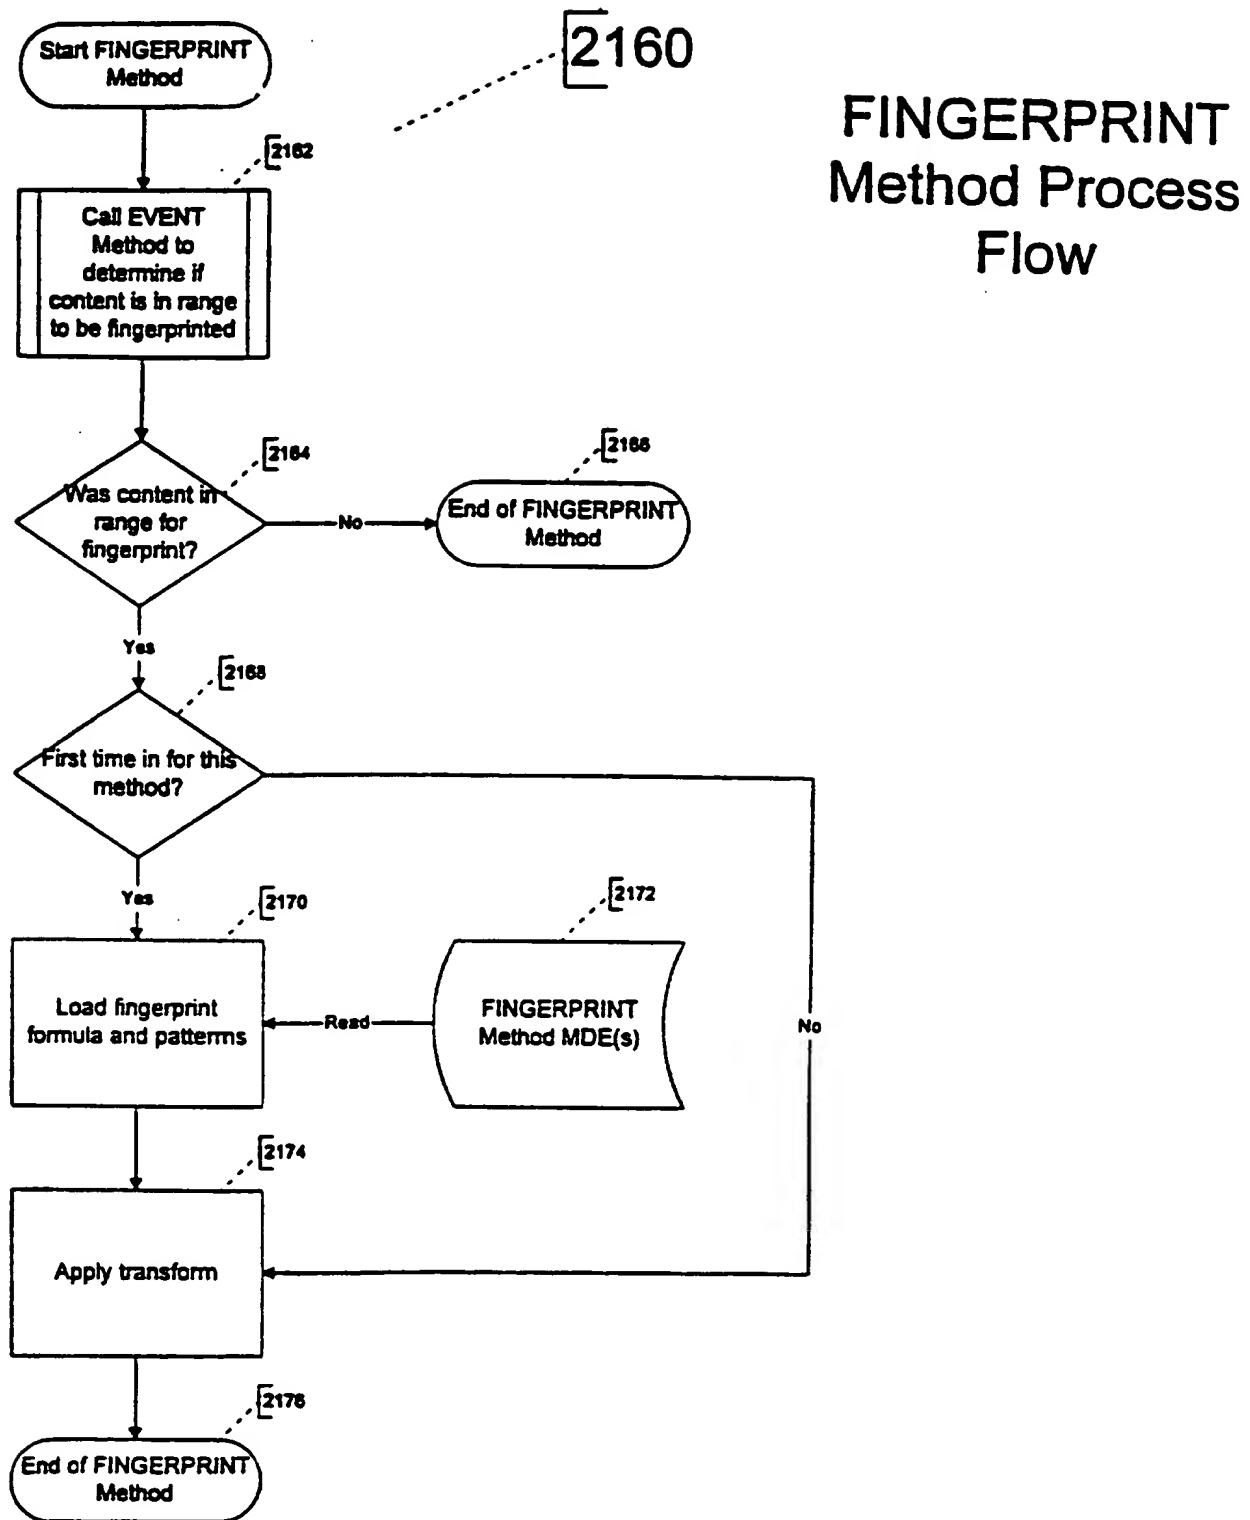 Start FINGERPRINT
Method
2160
FINGERPRINT
Method Process
Flow
2162
Call EVENT
Method to
determine if
content is in range
to be fingerprinted
2164
Was content in
range for
fingerprint?
No
2166
End of FINGERPRINT
Method
Yes
2168
First time in for this
method?
Yes
2170
Load fingerprint
formula and patterms
Read
2172
FINGERPRINT
Method MDE(s)
No
2174
Apply transform
2176
End of FINGERPRINT
Method